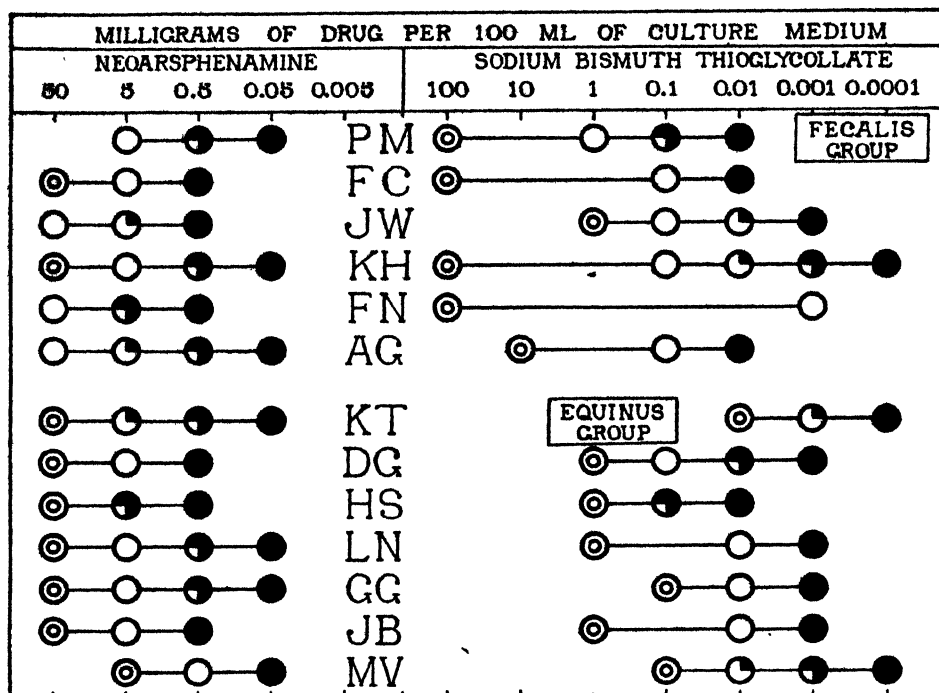 MILLIGRAMS OF DRUG PER 100 ML OF CULTURE MEDIUM
NEOARSPHENAMINE SODIUM BISMUTH THIOGLYCOLLATE
50 5 0.5 0.05 0.005 100 10 1 0.1 0.01 0.001 0.0001
PM FECALIS
GROUP
FC
JW
KH
FN
AG
KT EQUINUS
GROUP
DG
HS
LN
GG
JB
MV